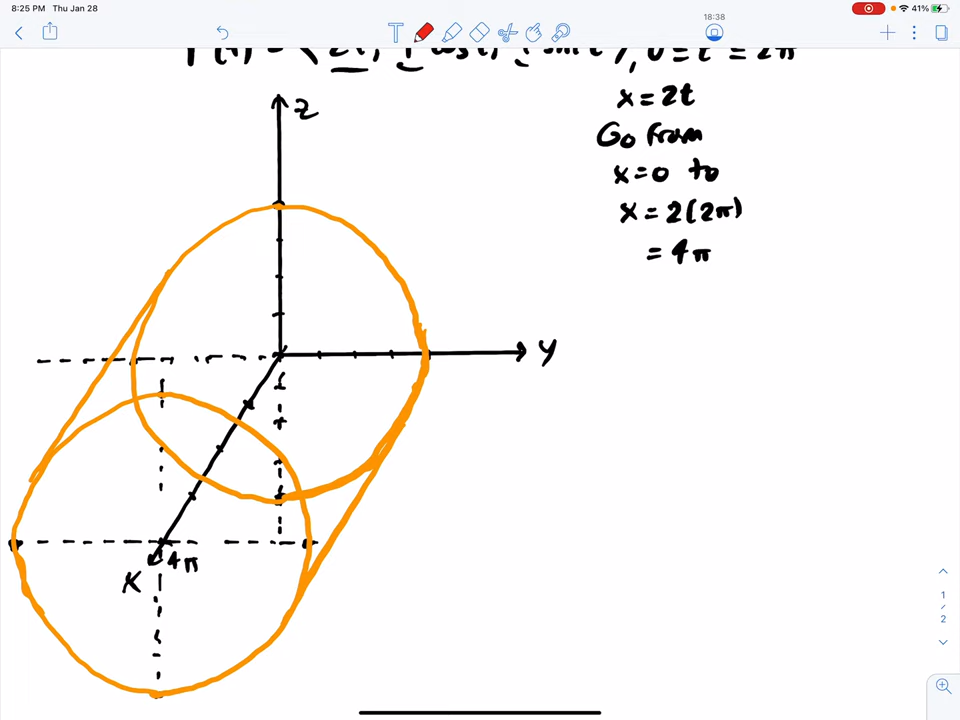 8:25 PM Thu Jan 28
41%
18:38
x = 2t
Go from
x = 0 to
x = 2(2π)
= 4π
z
y
4π
x
1
/
2